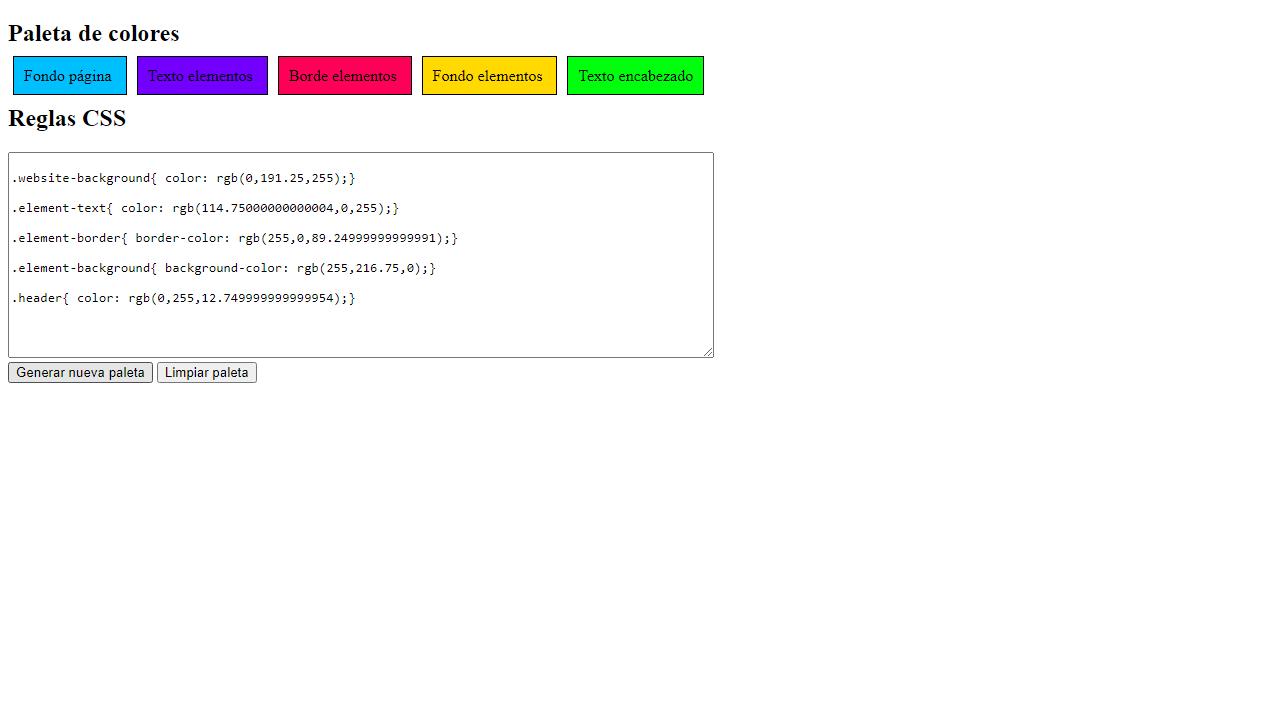 Paleta de colores
Fondo página Texto elementos Borde elementos Fondo elementos Texto encabezado
Reglas CSS
.website-background{ color: rgb(0,191.25,255);}
.element-text{ color: rgb(114.75000000000004,0,255);}
.element-border{ border-color: rgb(255,0,89.24999999999991);}
.element-background{ background-color: rgb(255,216.75,0);}
.header{ color: rgb(0,255,12.749999999999954);}
Generar nueva paleta Limpiar paleta